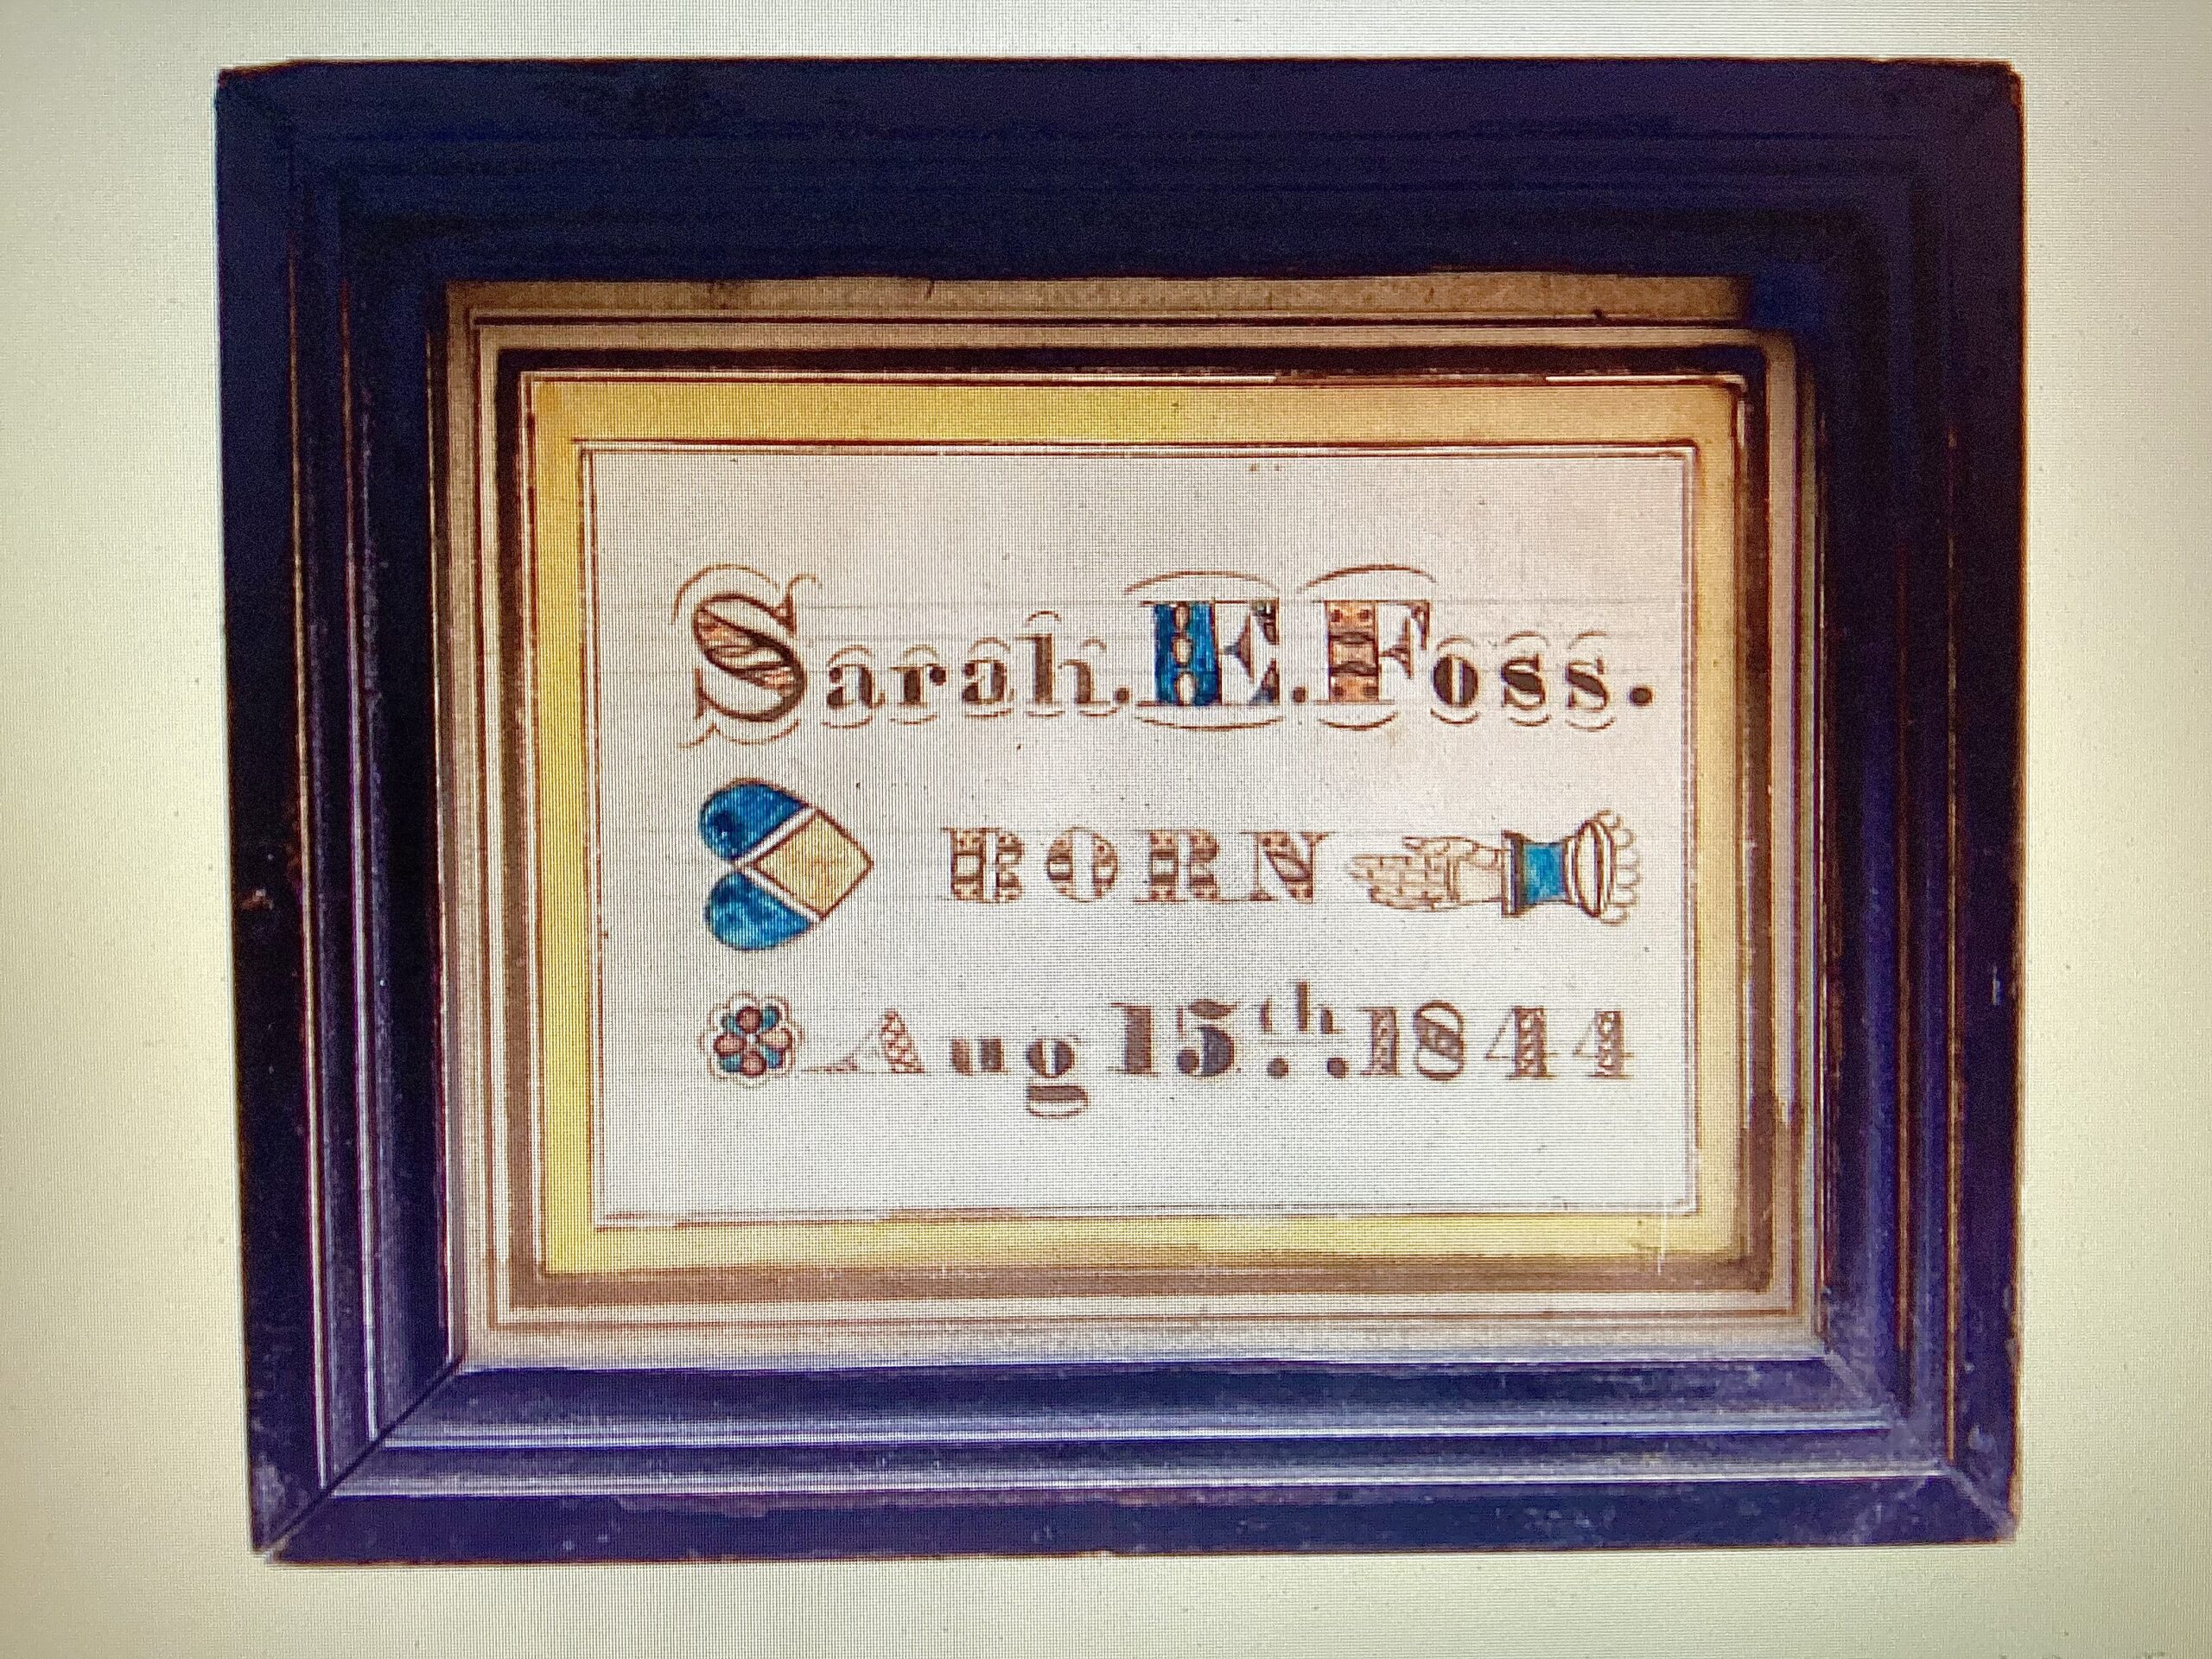 Sarah. E. Foss.
BORN
Aug 15th. .1844